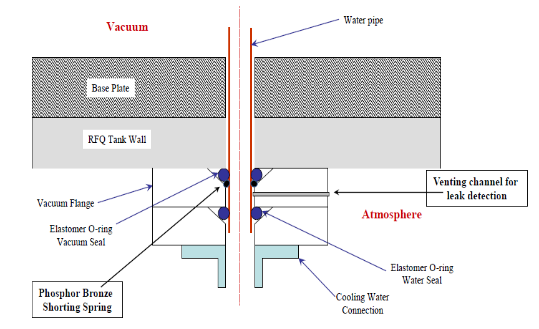 Vacuum
Water pipe
Base Plate
RFQ Tank Wall
Venting channel for
leak detection
Vacuum Flange
Atmosphere
Elastomer O-ring
Vacuum Seal
Elastomer O-ring
Water Seal
Phosphor Bronze
Shorting Spring
Cooling Water
Connection